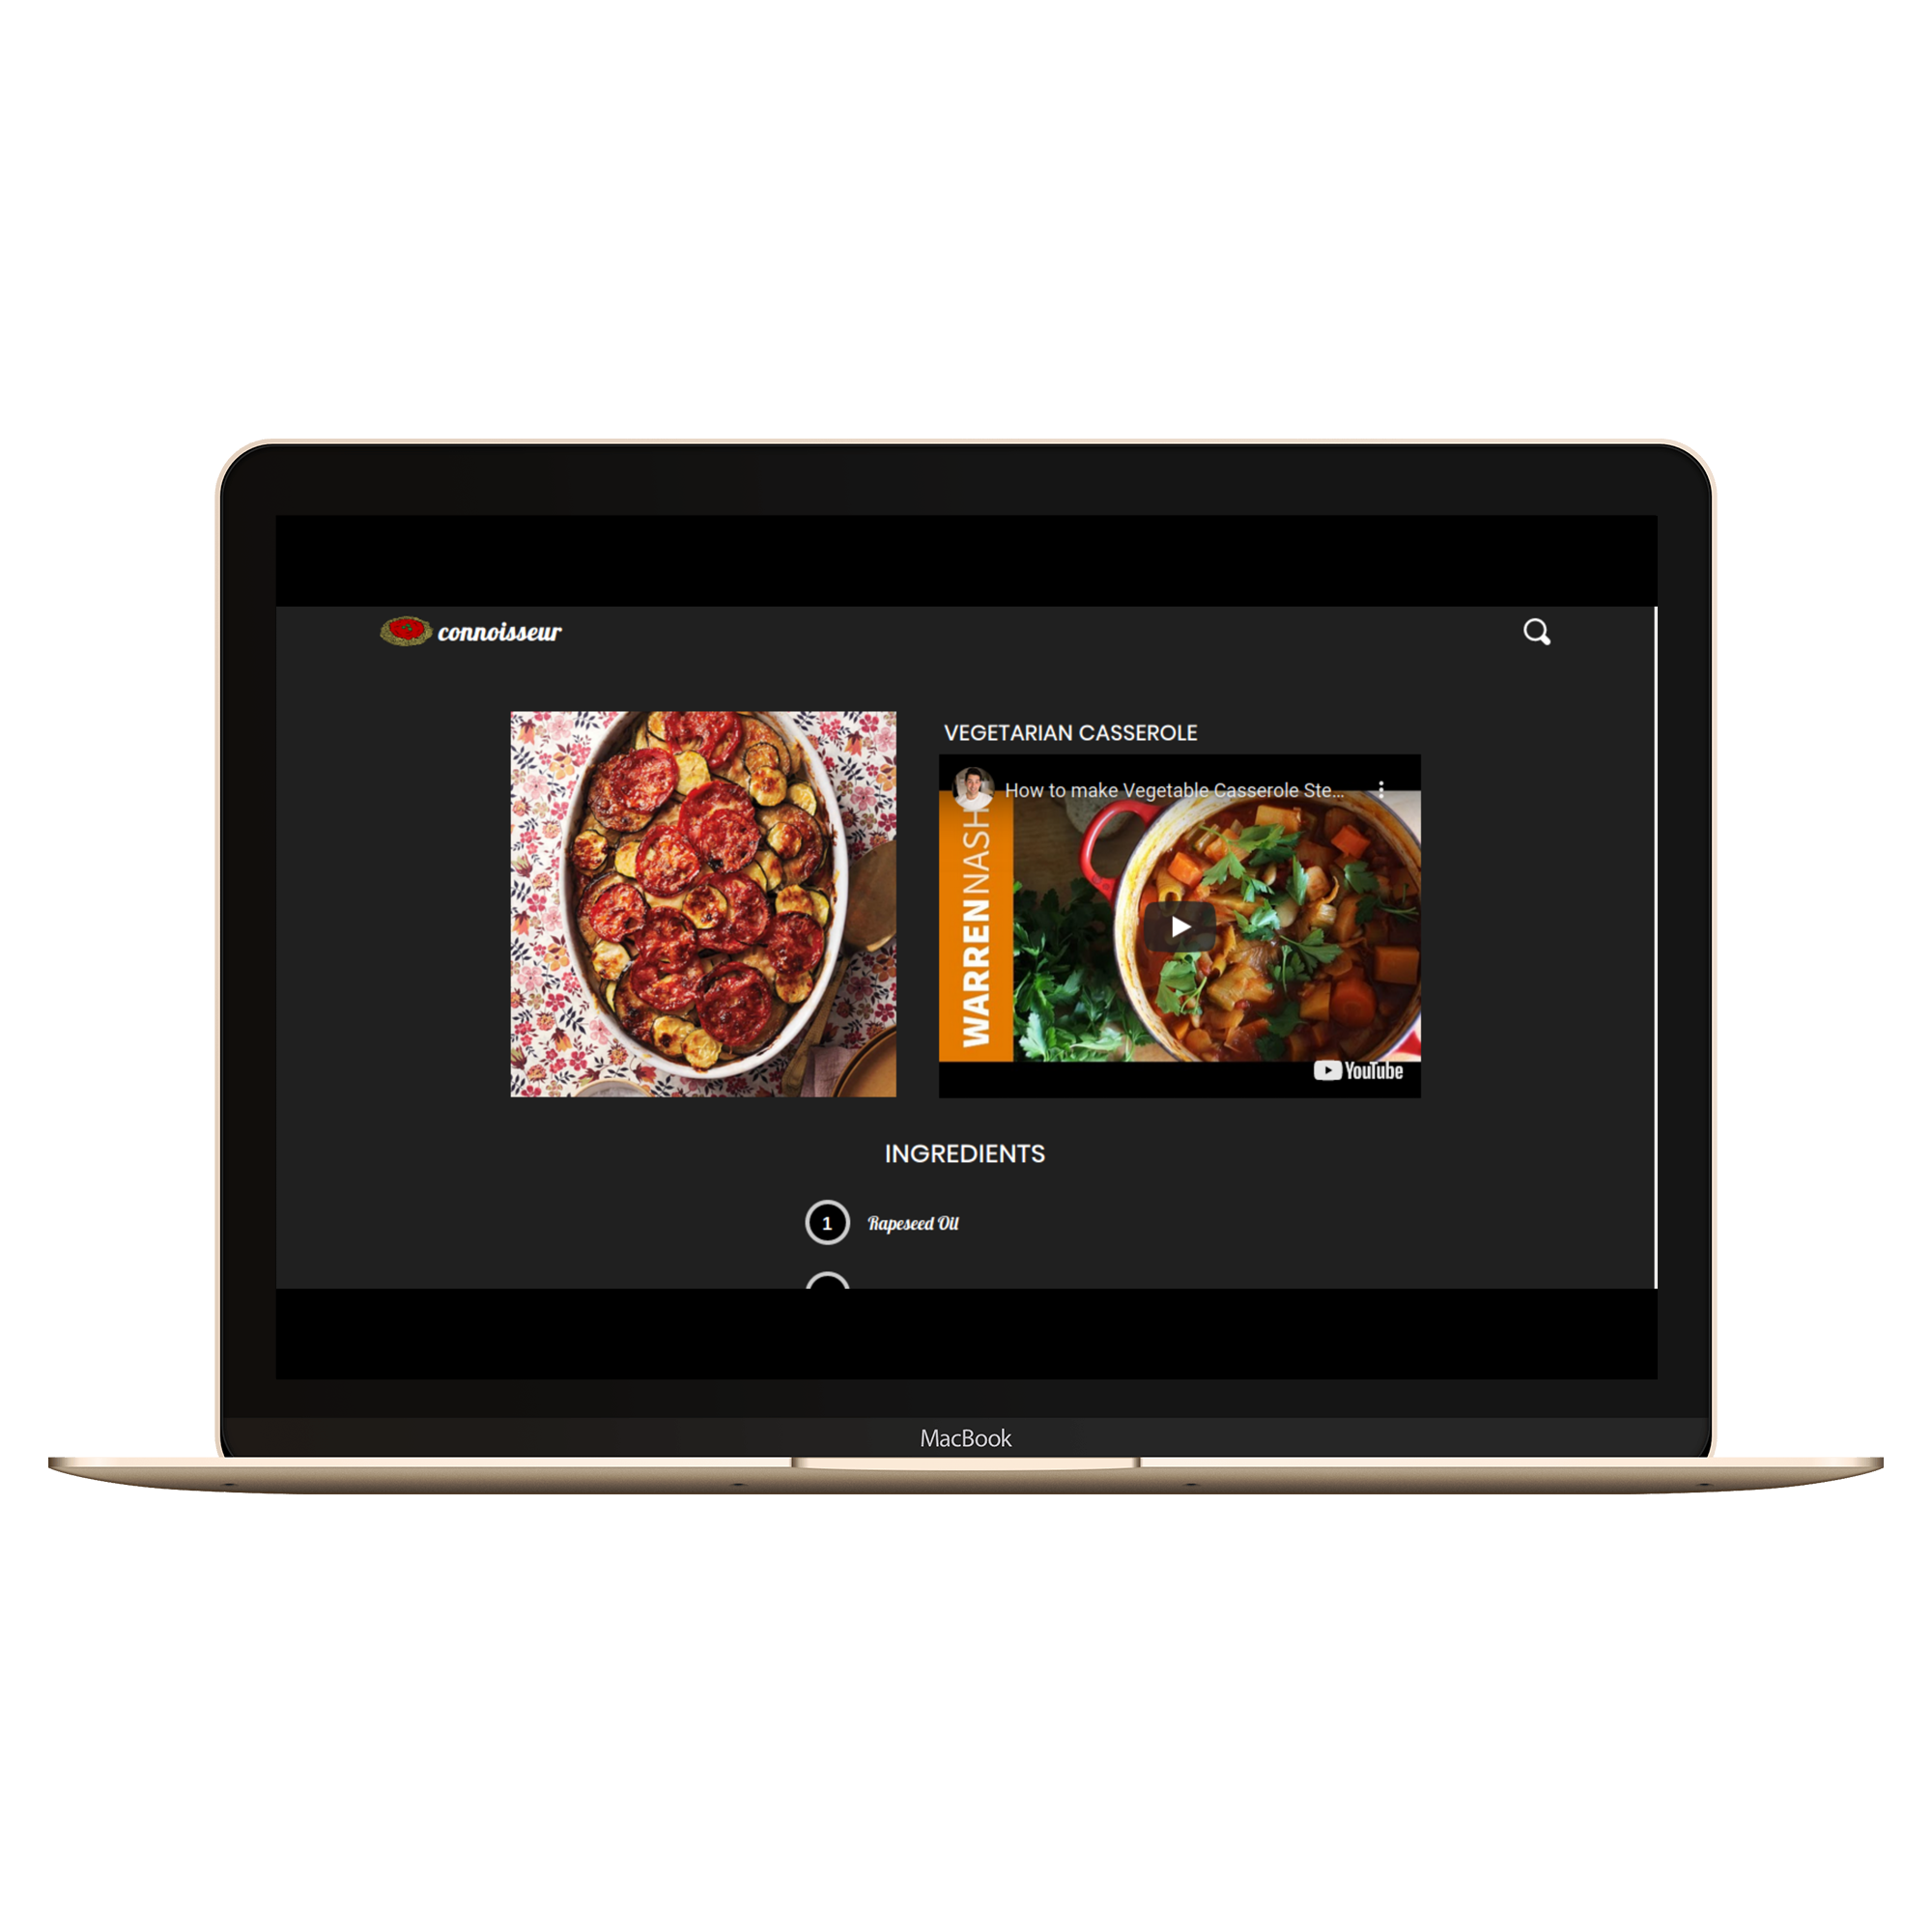 connoisseur
VEGETARIAN CASSEROLE
How to make Vegetable Casserole Ste...
WARREN NASH
YouTube
INGREDIENTS
1 Rapeseed Oil
MacBook